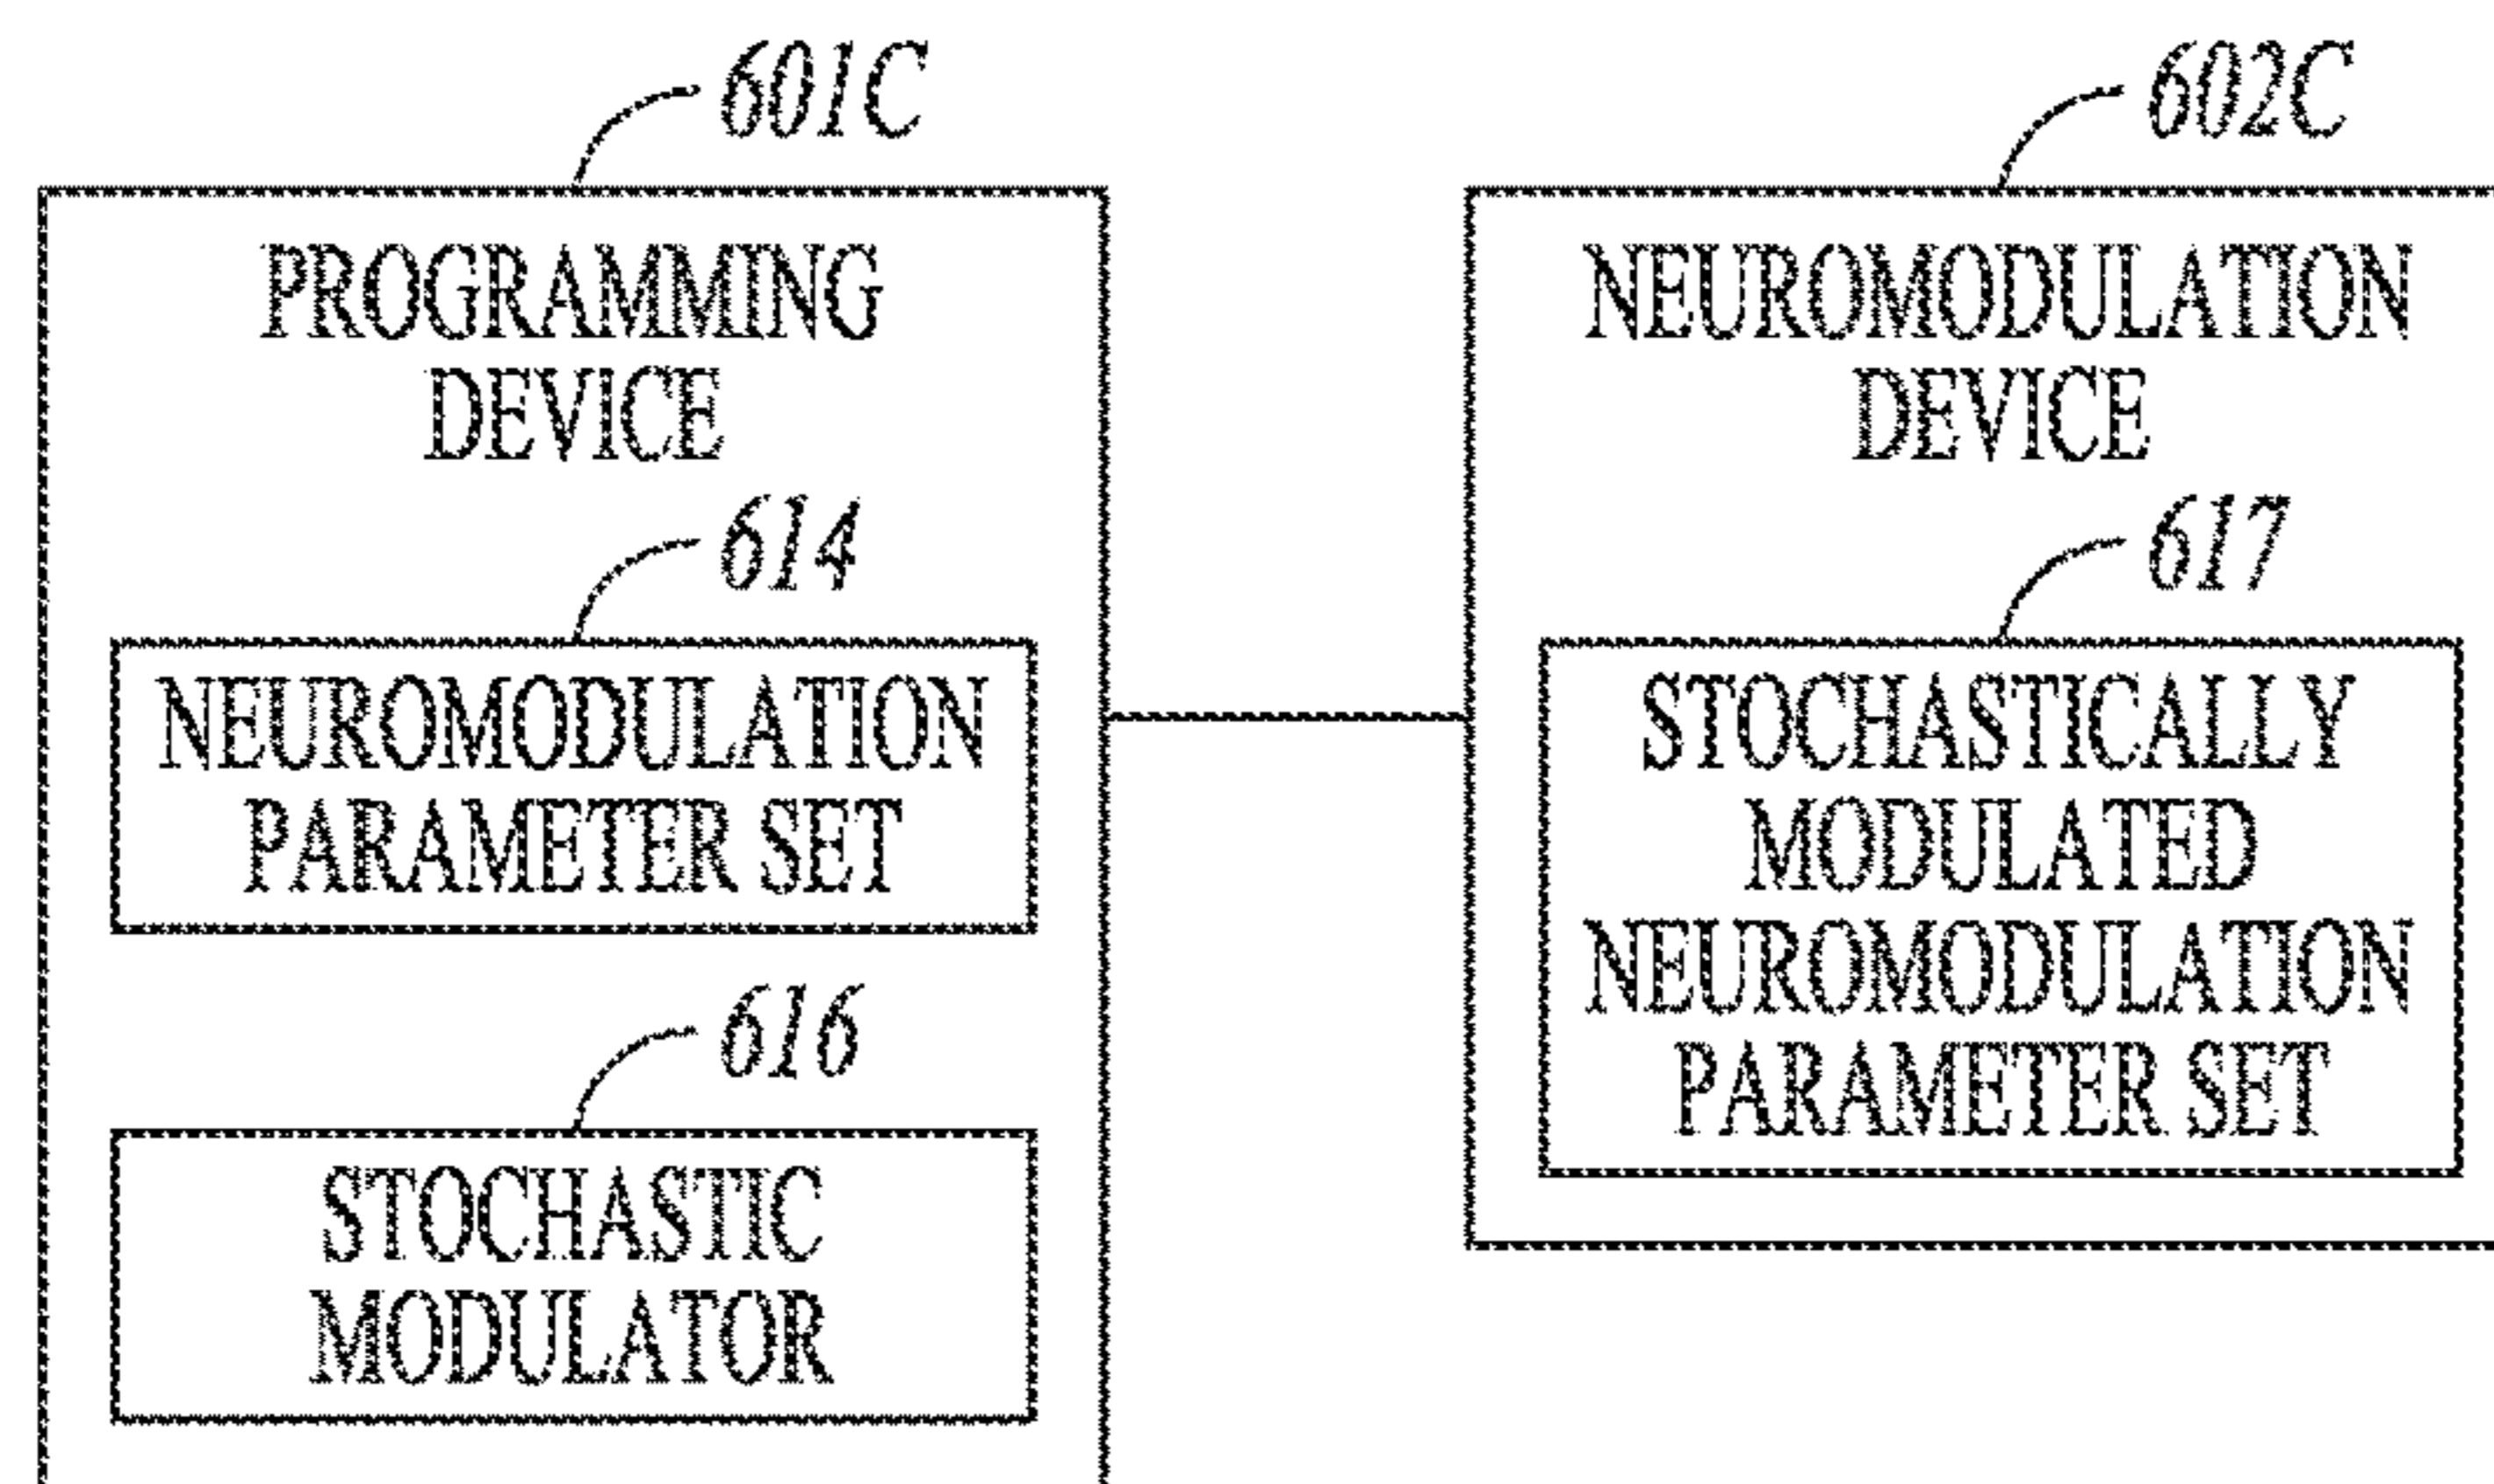 601C
PROGRAMMING
DEVICE
614
NEUROMODULATION
PARAMETER SET
616
STOCHASTIC
MODULATOR
602C
NEUROMODULATION
DEVICE
617
STOCHASTICALLY
MODULATED
NEUROMODULATION
PARAMETER SET